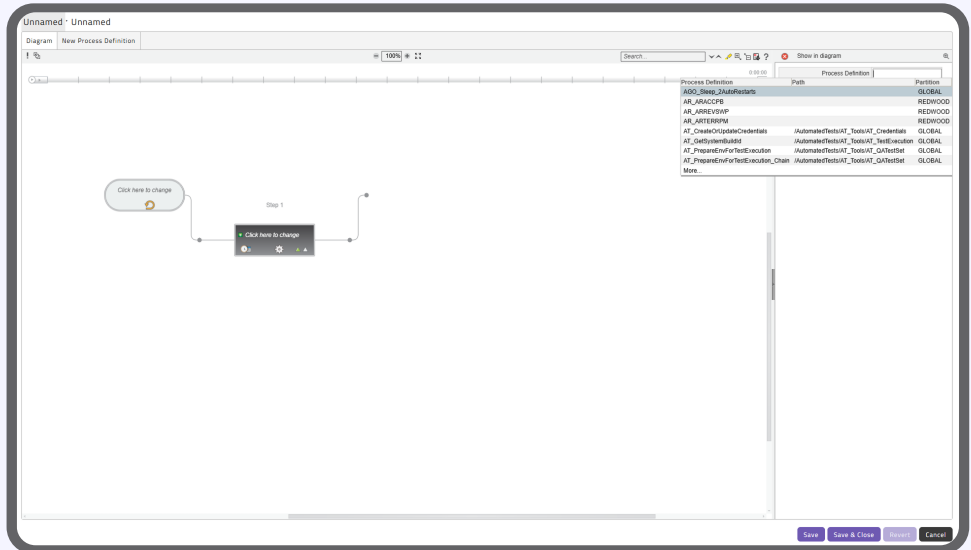 Unnamed · Unnamed
Diagram New Process Definition
100% Search... ? Show in diagram
0:00:00 Process Definition
Process Definition Path Partition
AGO_Sleep_2AutoRestarts GLOBAL
AR_ARACCPB REDWOOD
AR_ARREVSWP REDWOOD
AR_ARTERRPM REDWOOD
AT_CreateOrUpdateCredentials /AutomatedTests/AT_Tools/AT_Credentials GLOBAL
AT_GetSystemBuildId /AutomatedTests/AT_Tools/AT_TestExecution GLOBAL
AT_PrepareEnvForTestExecution /AutomatedTests/AT_Tools/AT_QATestSet GLOBAL
AT_PrepareEnvForTestExecution_Chain /AutomatedTests/AT_Tools/AT_QATestSet GLOBAL
More...
Click here to change
Step 1
Click here to change
Save Save & Close Revert Cancel